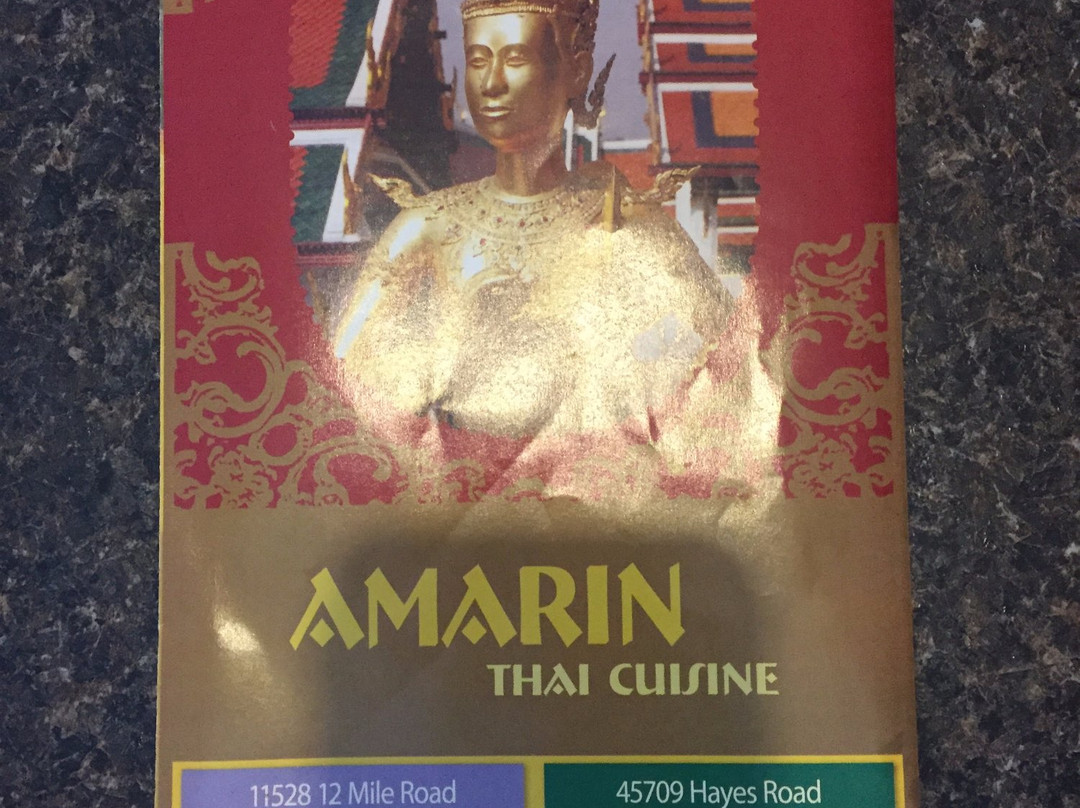 AMARIN
THAI CUISINE
11528 12 Mile Road
45709 Hayes Road